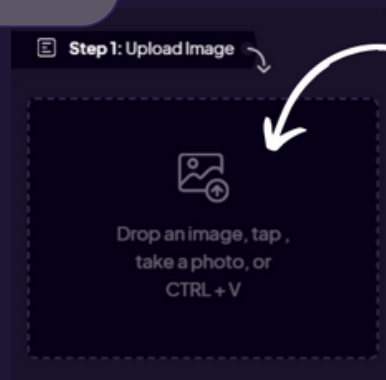 Step 1: Upload Image
Drop an image, tap ,
take a photo, or
CTRL + V